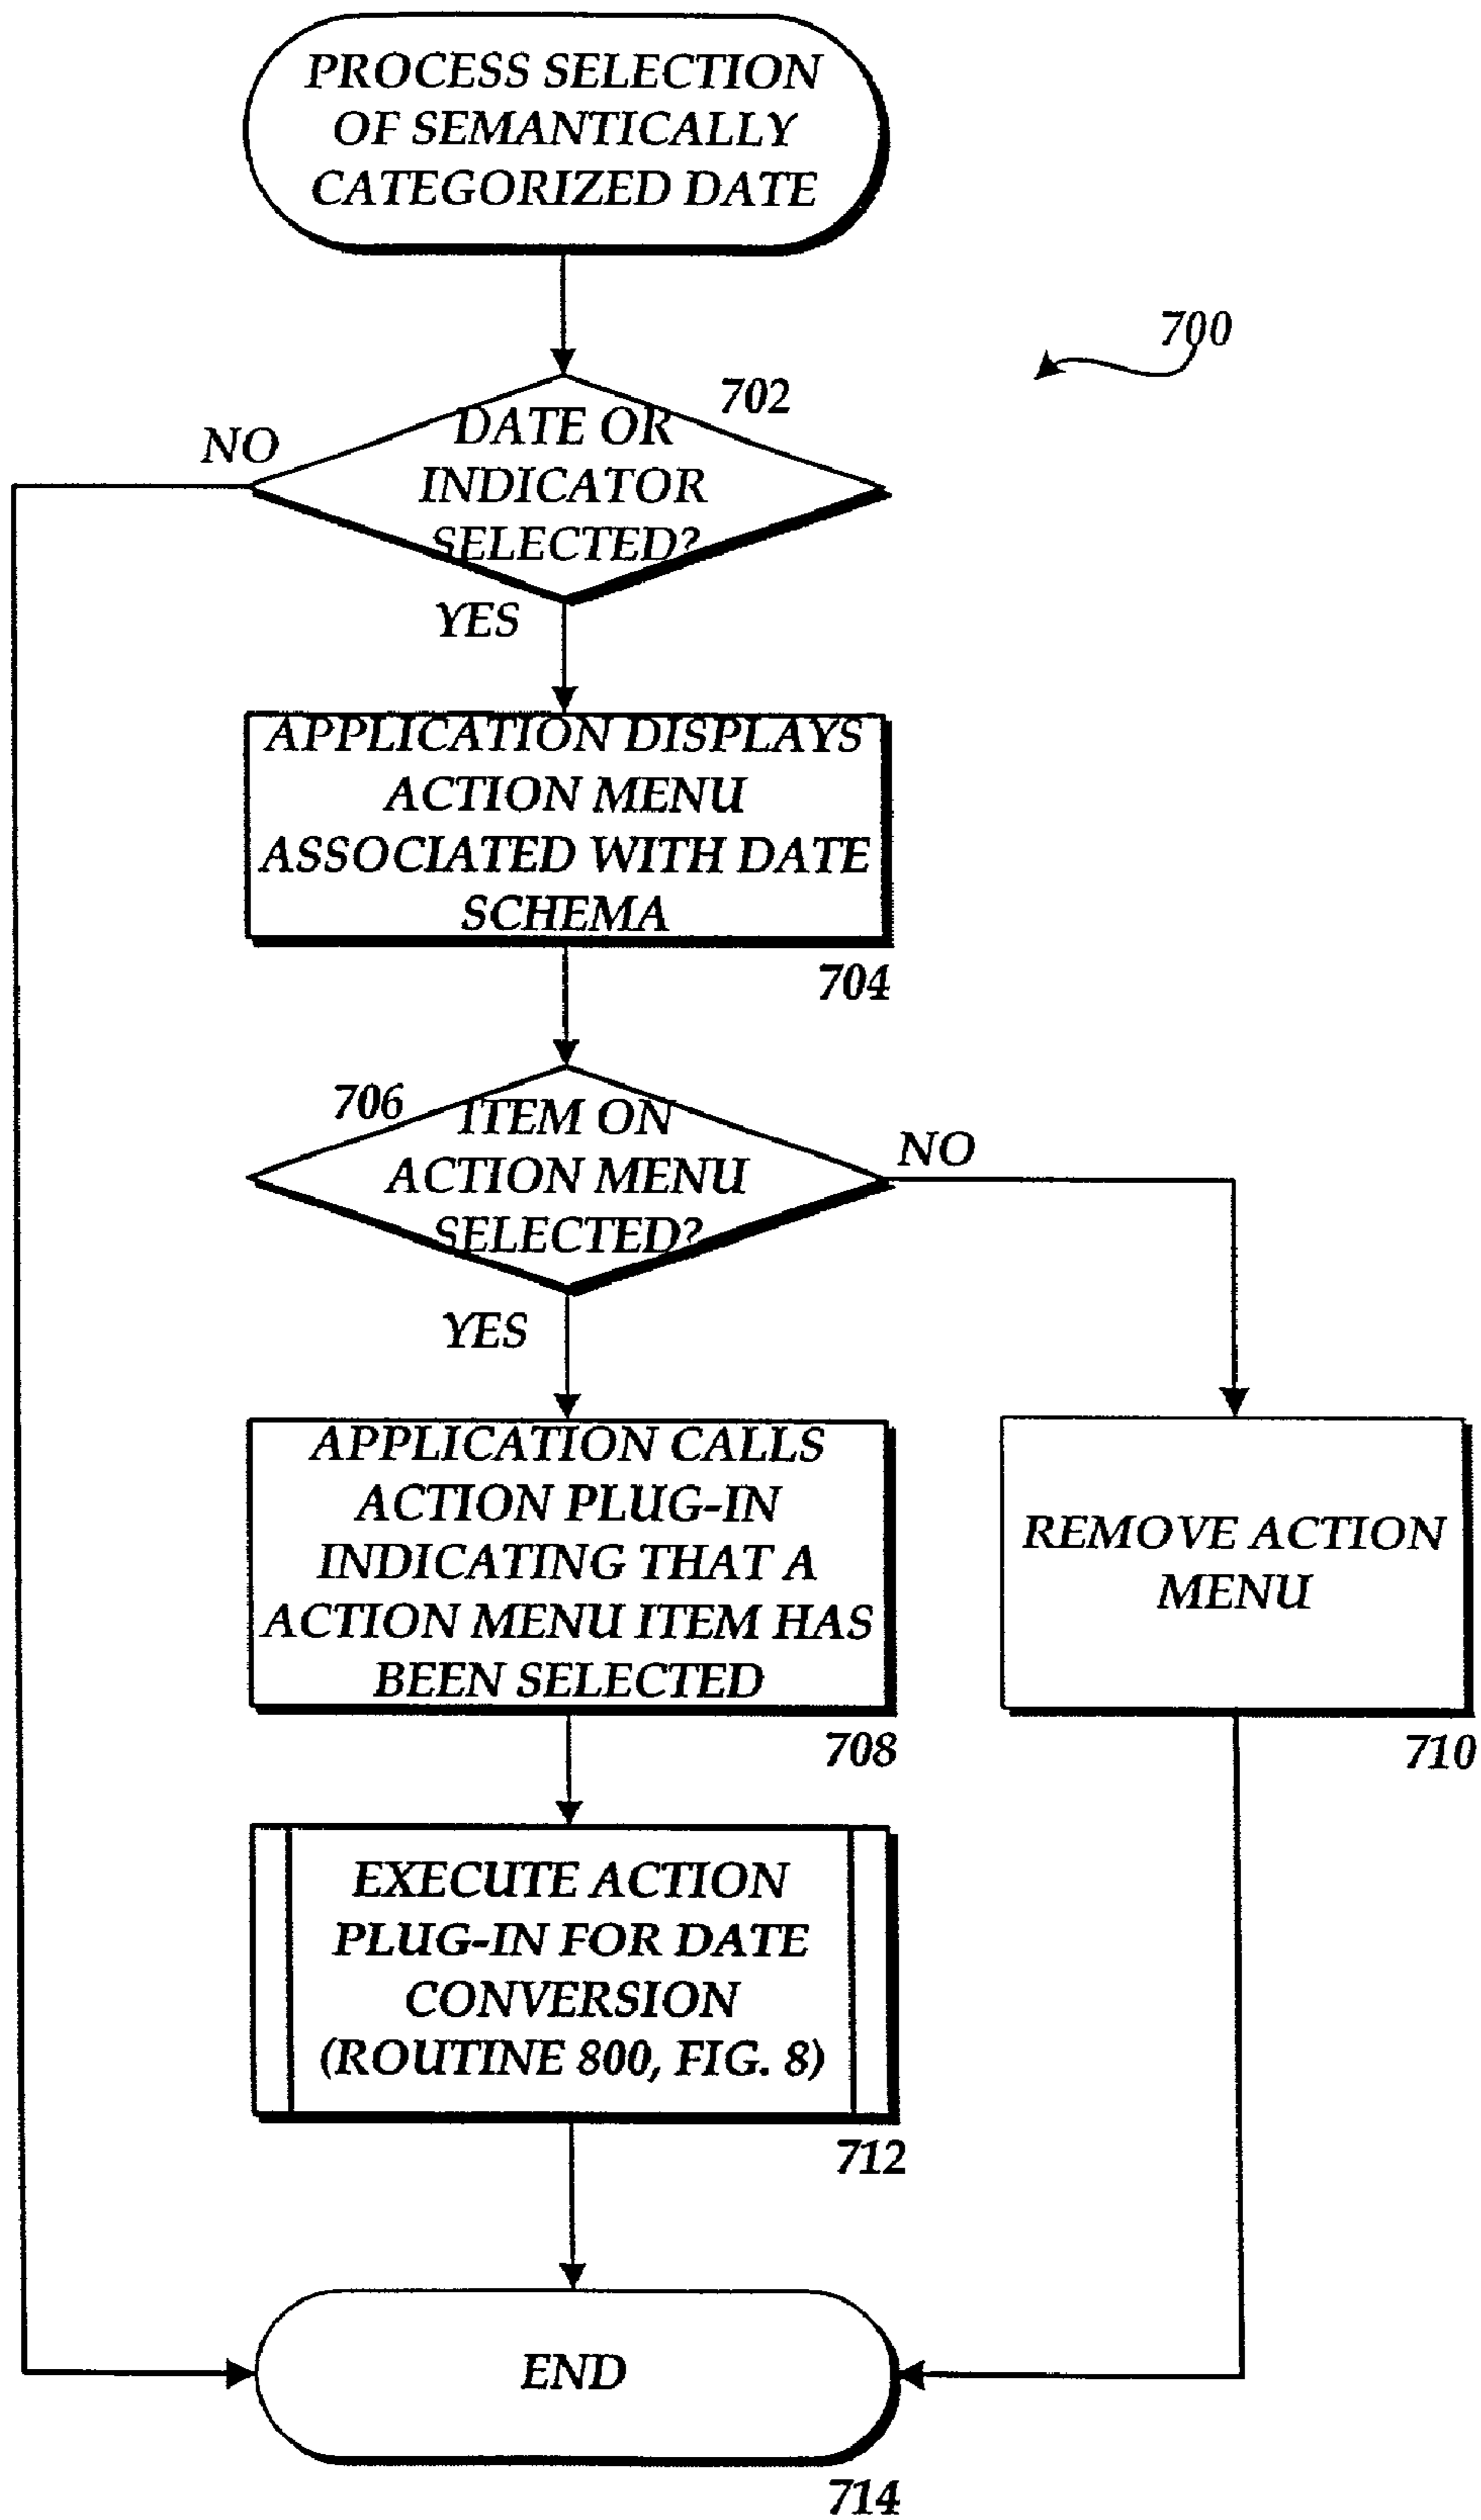 PROCESS SELECTION
OF SEMANTICALLY
CATEGORIZED DATE
700
702
DATE OR
INDICATOR
SELECTED?
NO
YES
APPLICATION DISPLAYS
ACTION MENU
ASSOCIATED WITH DATE
SCHEMA
704
706
ITEM ON
ACTION MENU
SELECTED?
NO
YES
APPLICATION CALLS
ACTION PLUG-IN
INDICATING THAT A
ACTION MENU ITEM HAS
BEEN SELECTED
708
REMOVE ACTION
MENU
710
EXECUTE ACTION
PLUG-IN FOR DATE
CONVERSION
(ROUTINE 800, FIG. 8)
712
END
714